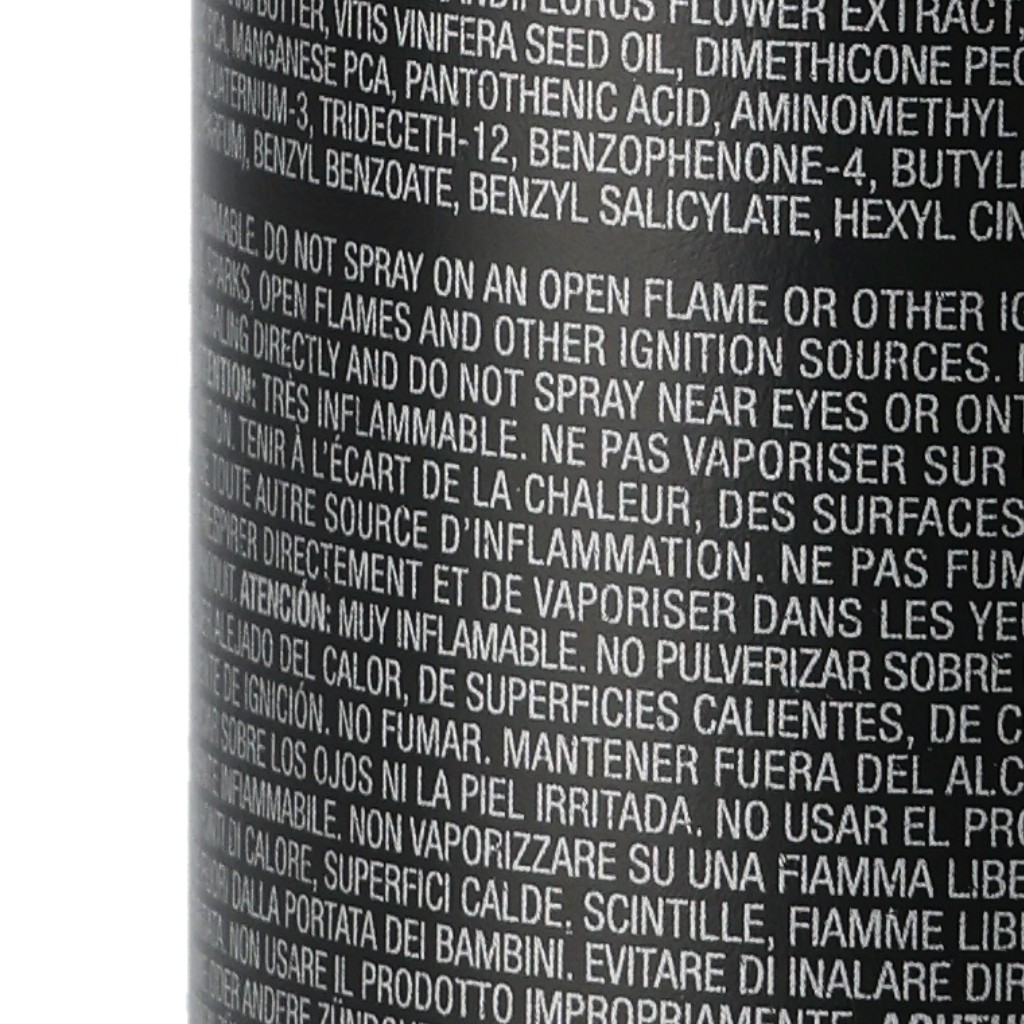 BUTTER, VITIS VINIFERA SEED OIL, DIMETHICONE
FLOWER EXTRACT,
PCA, MANGANESE PCA, PANTOTHENIC ACID, AMINOMETHYL
TRIDECETH-12, BENZOPHENONE-4,
BENZYL BENZOATE, BENZYL SALICYLATE, HEXYL
DO NOT SPRAY ON AN OPEN FLAME OR OTHER
SPARKS, OPEN FLAMES AND OTHER IGNITION SOURCES.
DIRECTLY AND DO NOT SPRAY NEAR EYES OR
TRÈS INFLAMMABLE. NE PAS VAPORISER SUR
TENIR À L'ÉCART DE LA CHALEUR, DES SURFACES
TOUTE AUTRE SOURCE D'INFLAMMATION. NE PAS
DIRECTEMENT ET DE VAPORISER DANS LES
ATENCIÓN: MUY INFLAMABLE. NO PULVERIZAR SOBRE
ALEJADO DEL CALOR, DE SUPERFICIES CALIENTES, DE
DE IGNICIÓN. NO FUMAR. MANTENER FUERA DEL
SOBRE LOS OJOS NI LA PIEL IRRITADA. NO USAR EL
INFIAMMABILE. NON VAPORIZZARE SU UNA FIAMMA
DI CALORE, SUPERFICI CALDE, SCINTILLE, FIAMME
DALLA PORTATA DEI BAMBINI. EVITARE DI INALARE
NON USARE IL PRODOTTO IMPROPRIAMENTE.
ODER ANDERE